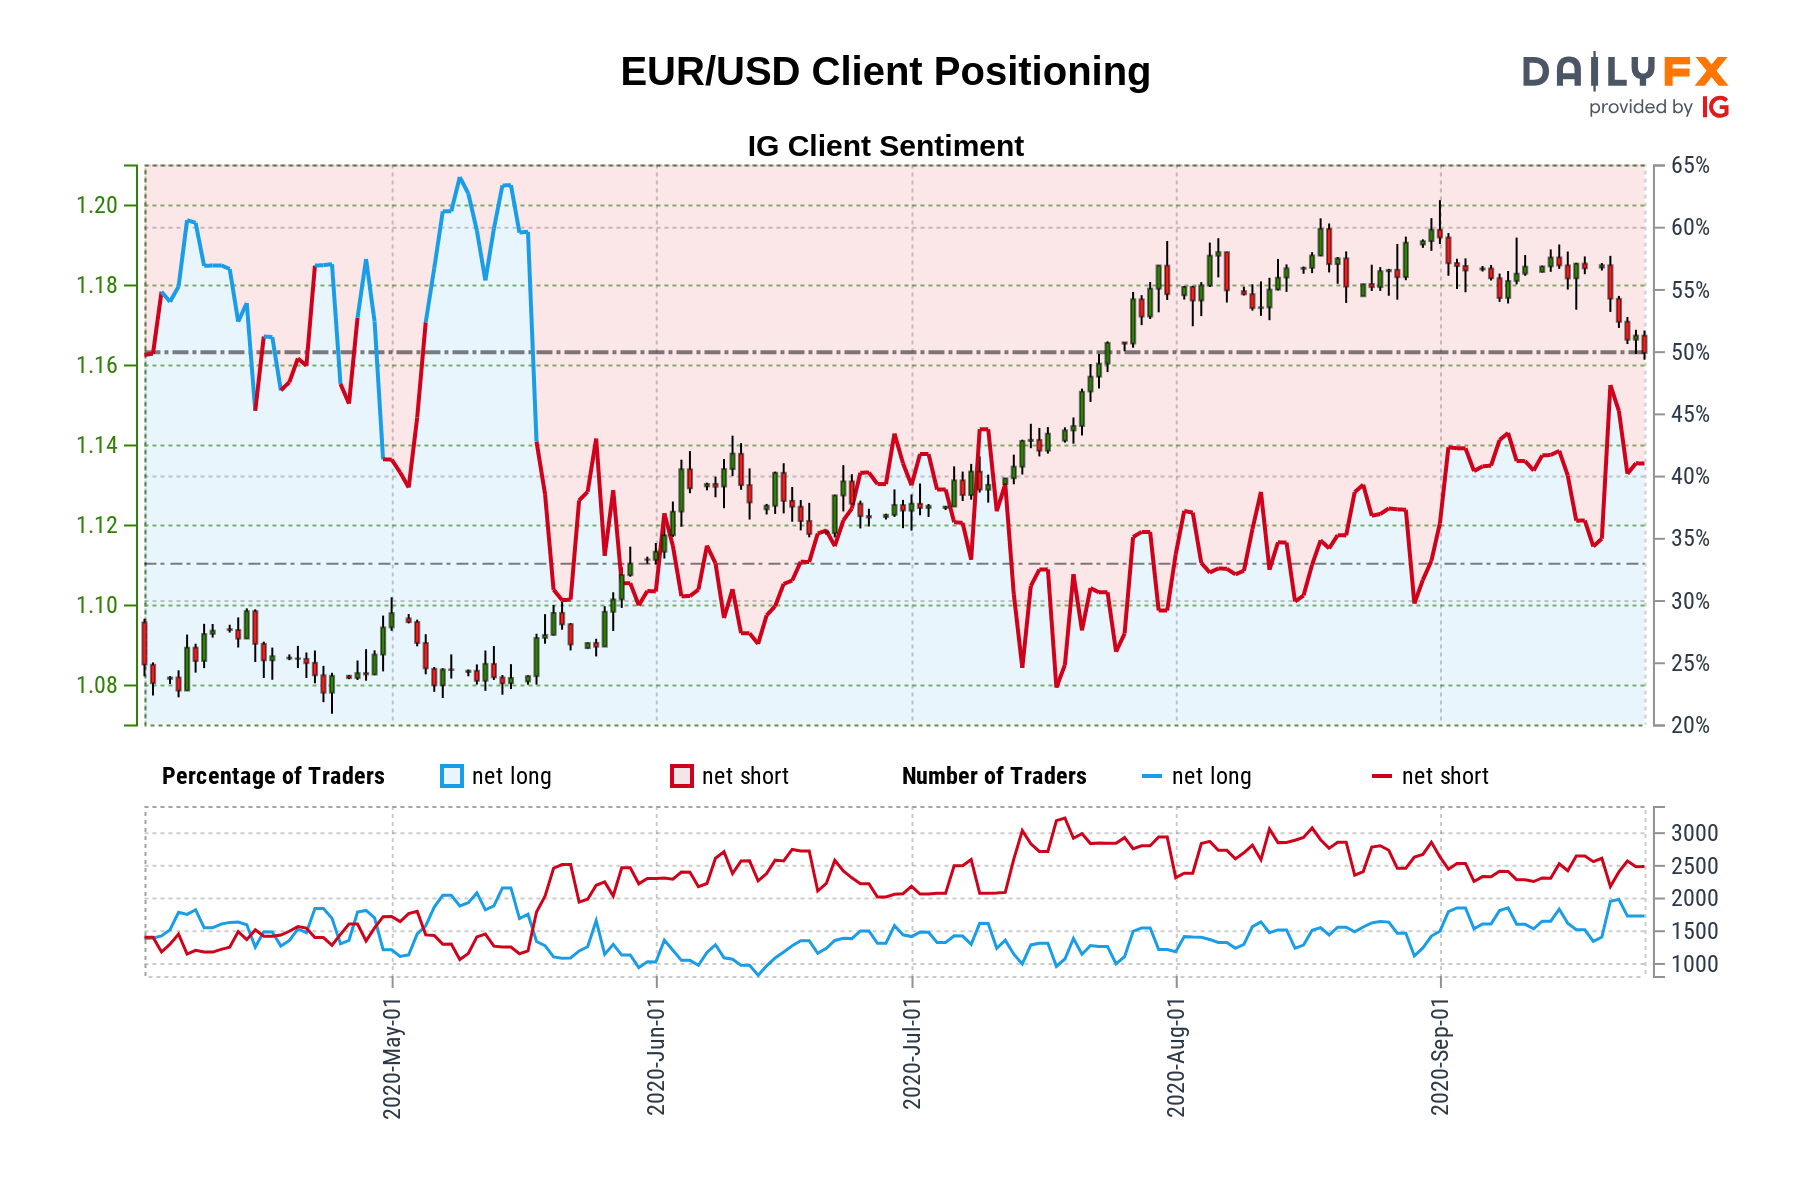 EUR/USD Client Positioning
DAILYFX
provided by IG
IG Client Sentiment
1.20
1.18
1.16
1.14
1.12
1.10
1.08
65%
60%
55%
50%
45%
40%
35%
30%
25%
20%
Percentage of Traders net long net short Number of Traders net long net short
3000
2500
2000
1500
1000
2020-May-01
2020-Jun-01
2020-Jul-01
2020-Aug-01
2020-Sep-01